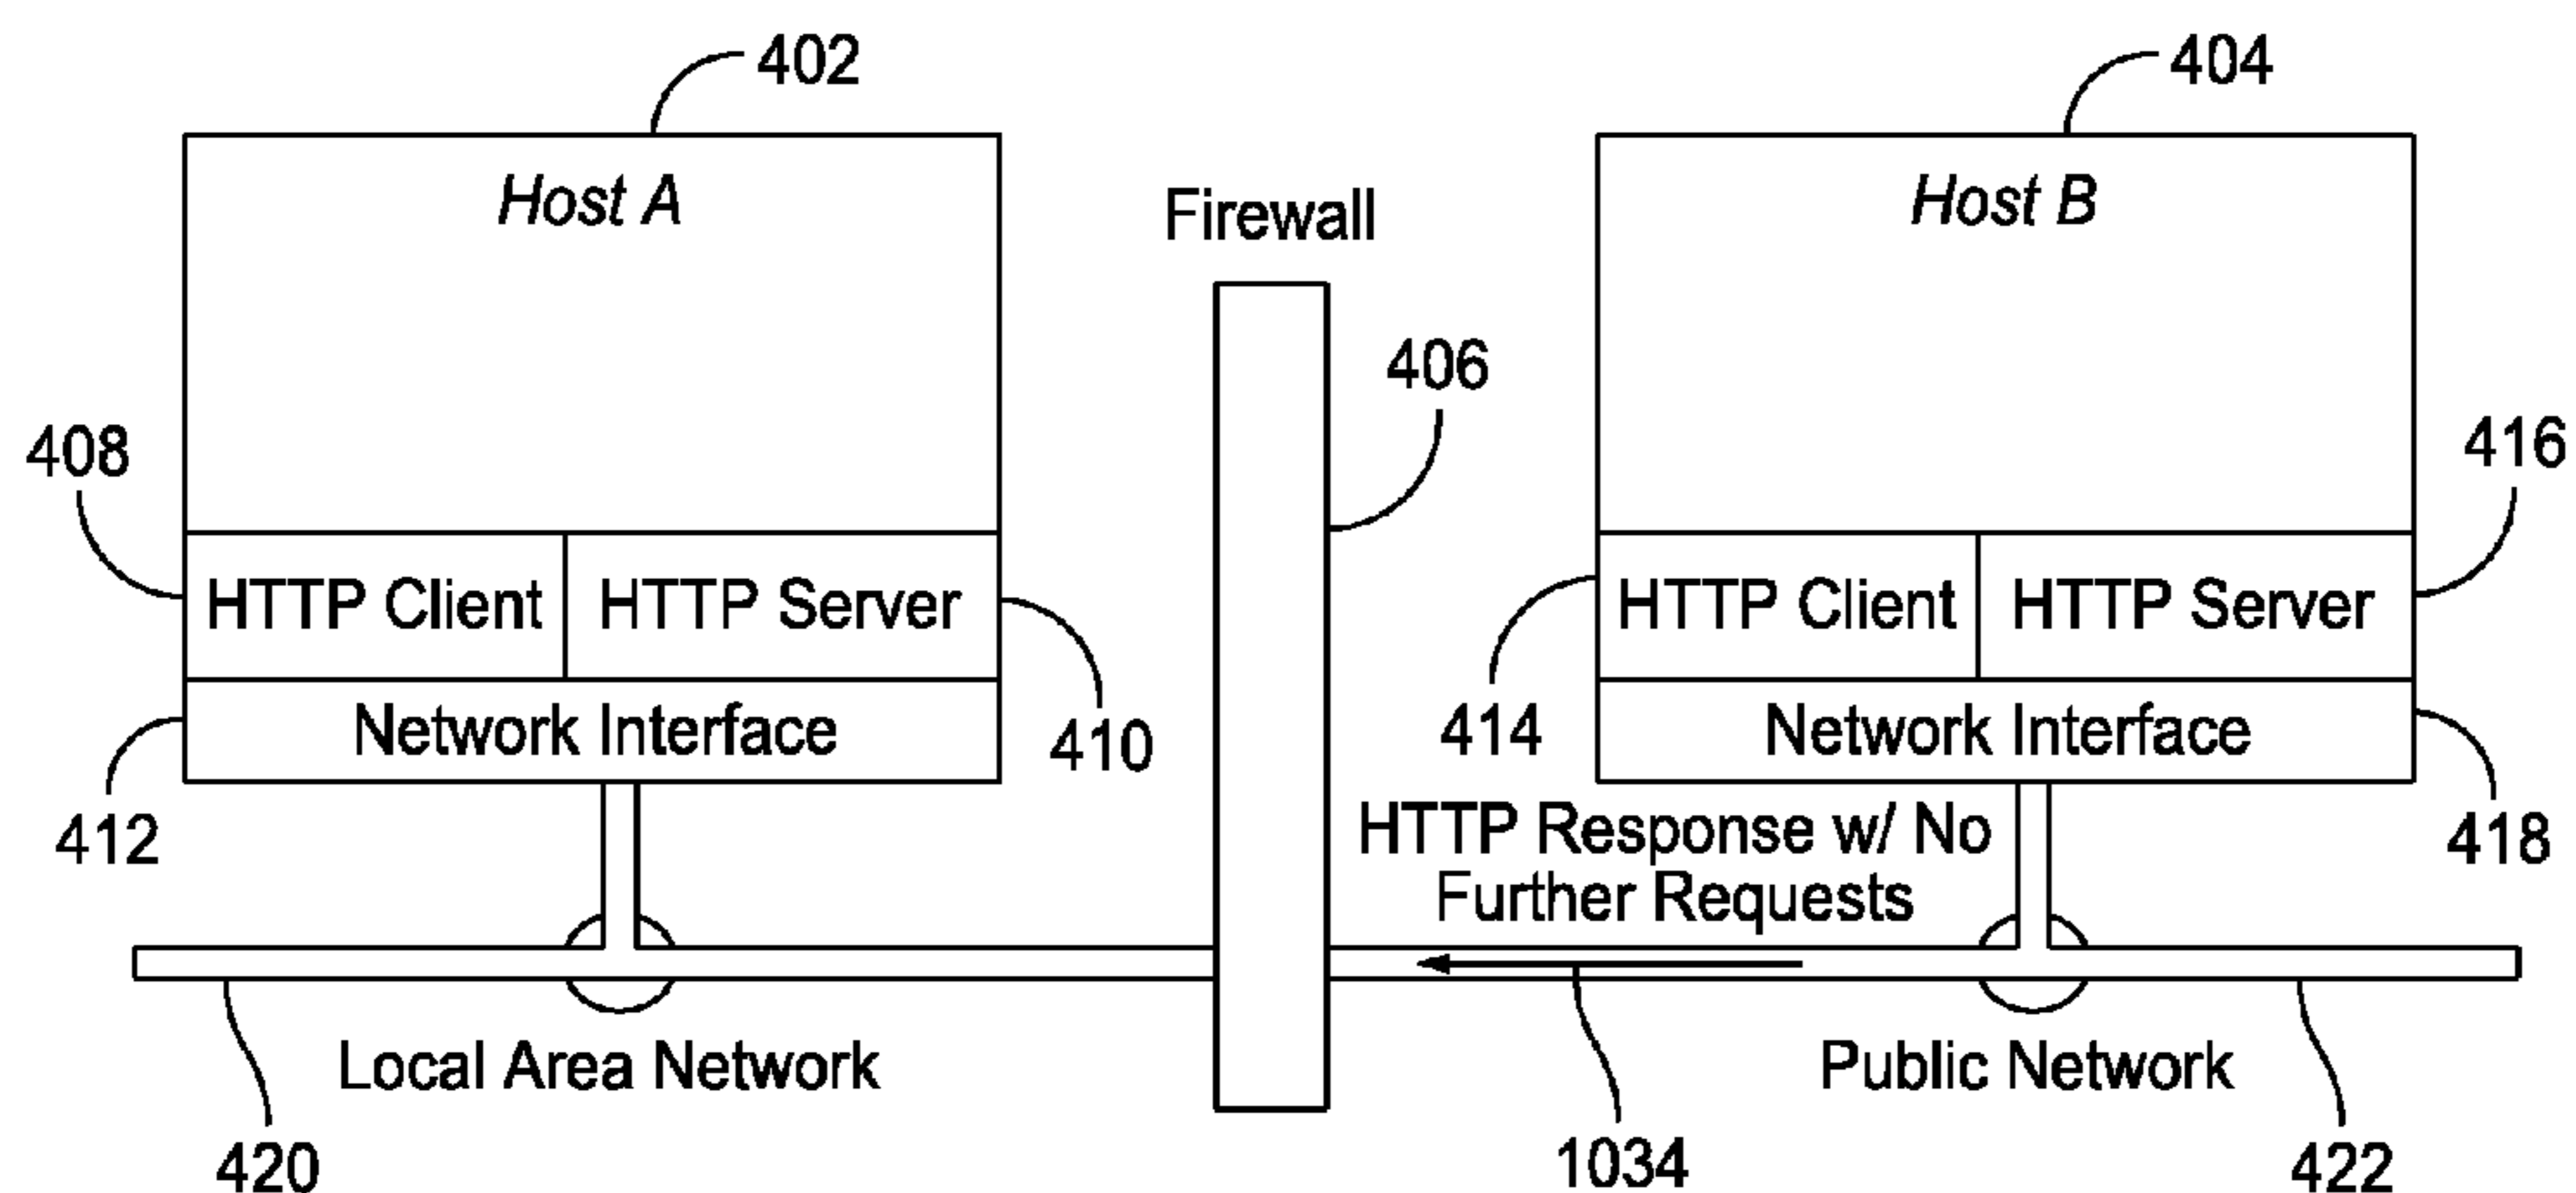 402
404
Host A
Host B
Firewall
406
408
416
HTTP Client
HTTP Server
HTTP Client
HTTP Server
Network Interface
410
414
Network Interface
412
HTTP Response w/ No
Further Requests
418
Local Area Network
Public Network
420
1034
422